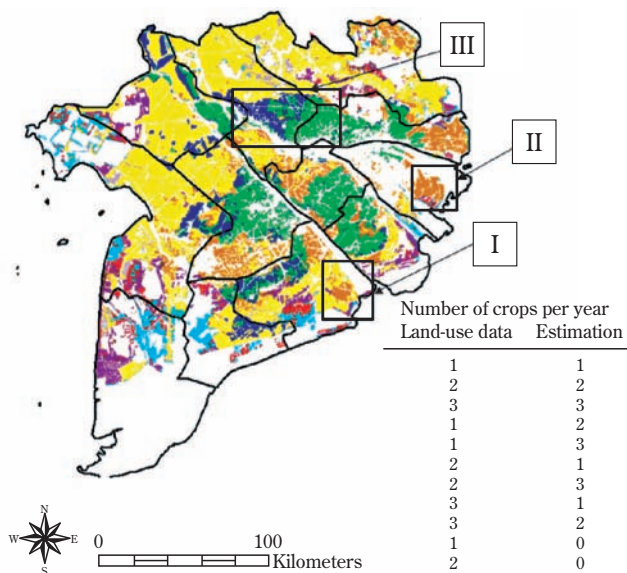 III
II
I
Number of crops per year
Land-use data Estimation
1 1
2 2
3 3
1 2
1 3
2 1
2 3
3 1
3 2
1 0
2 0
N
W E
S
0 100
Kilometers